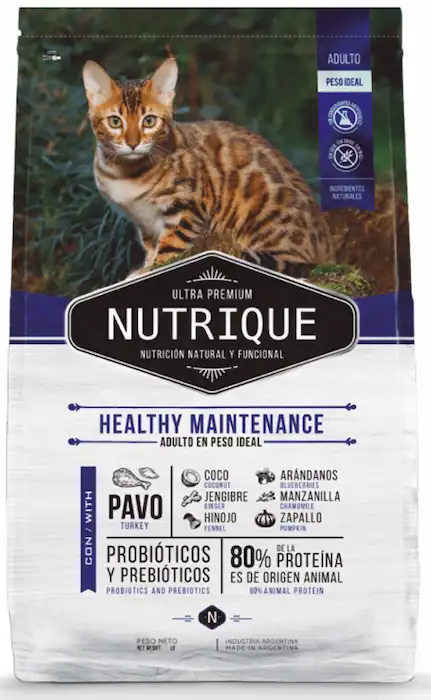 ADULTO
PESO IDEAL
INGREDIENTES
NATURALES
ULTRA PREMIUM
NUTRIQUE
NUTRICIÓN NATURAL Y FUNCIONAL
HEALTHY MAINTENANCE
ADULTO EN PESO IDEAL
CON / WITH
PAVO
TURKEY
COCO
COCONUT
JENGIBRE
GINGER
HINOJO
FENNEL
ARÁNDANOS
BLUEBERRIES
MANZANILLA
CHAMOMILE
ZAPALLO
PUMPKIN
PROBIÓTICOS
Y PREBIÓTICOS
PROBIOTICS AND PREBIOTICS
80% DE LA
PROTEÍNA
ES DE ORIGEN ANIMAL
80% ANIMAL PROTEIN
N
PESO NETO
NET WEIGHT
INDUSTRIA ARGENTINA
MADE IN ARGENTINA